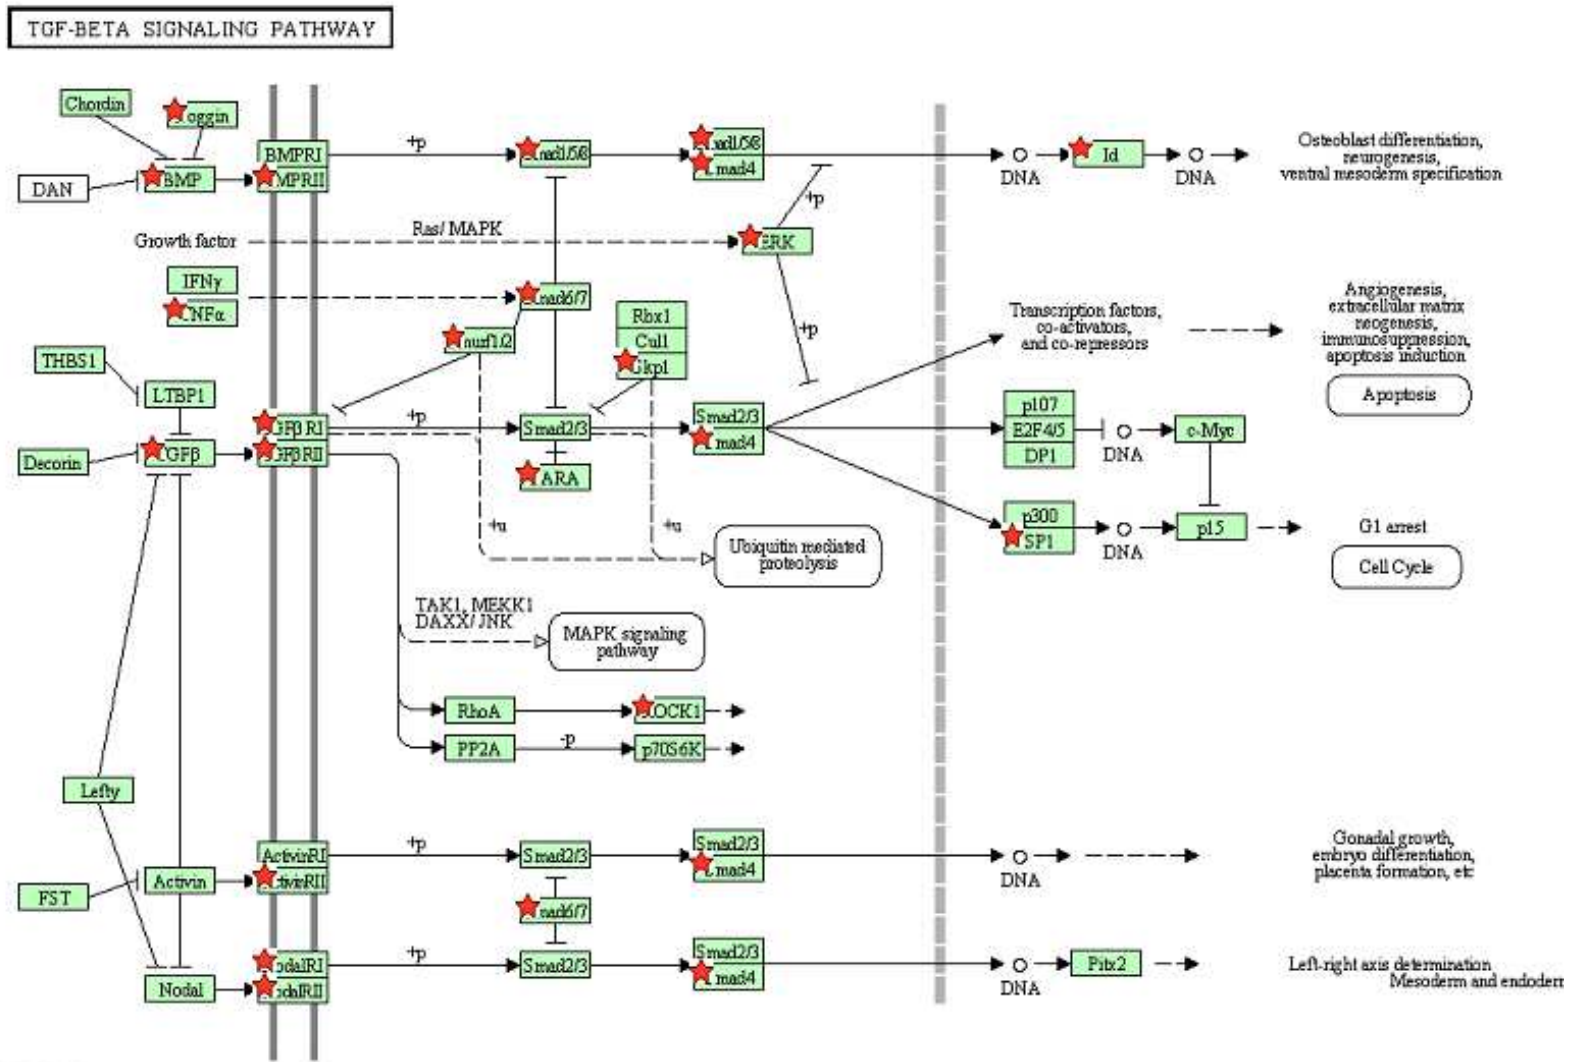 TGF-BETA SIGNALING PATHWAY
Chordin
oggin
DAN
BMP
BMPRI
MPRII
+p
mad1/5/8
mad1/5/8
mad4
DNA
Id
DNA
Osteoblast differentiation,
neurogenesis,
ventral mesoderm specification
Growth factor
Ras/ MAPK
ERK
+p
+p
IFNγ
NFα
mad6/7
murf1/2
Rbx1
Cul1
kp1
Transcription factors,
co-activators,
and co-repressors
Angiogenesis,
extracellular matrix
neogenesis,
immunosuppression,
apoptosis induction
Apoptosis
THBS1
LTBP1
Decorin
GFβ
GFβRI
GFβRII
+p
Smad2/3
ARA
Smad2/3
mad4
p107
E2F4/5
DP1
DNA
c-Myc
p300
SP1
DNA
p15
G1 arrest
Cell Cycle
+u
+u
Ubiquitin mediated
proteolysis
TAK1, MEKK1
DAXX/ JNK
MAPK signaling
pathway
RhoA
OCK1
PP2A
-p
p70S6K
Lefty
FST
Activin
ActivinRI
ctivinRII
+p
Smad2/3
Smad2/3
mad4
DNA
Gonadal growth,
embryo differentiation,
placenta formation, etc
mad6/7
Nodal
odalRI
odalRII
+p
Smad2/3
Smad2/3
mad4
DNA
Pitx2
Left-right axis determination
Mesoderm and endoderr